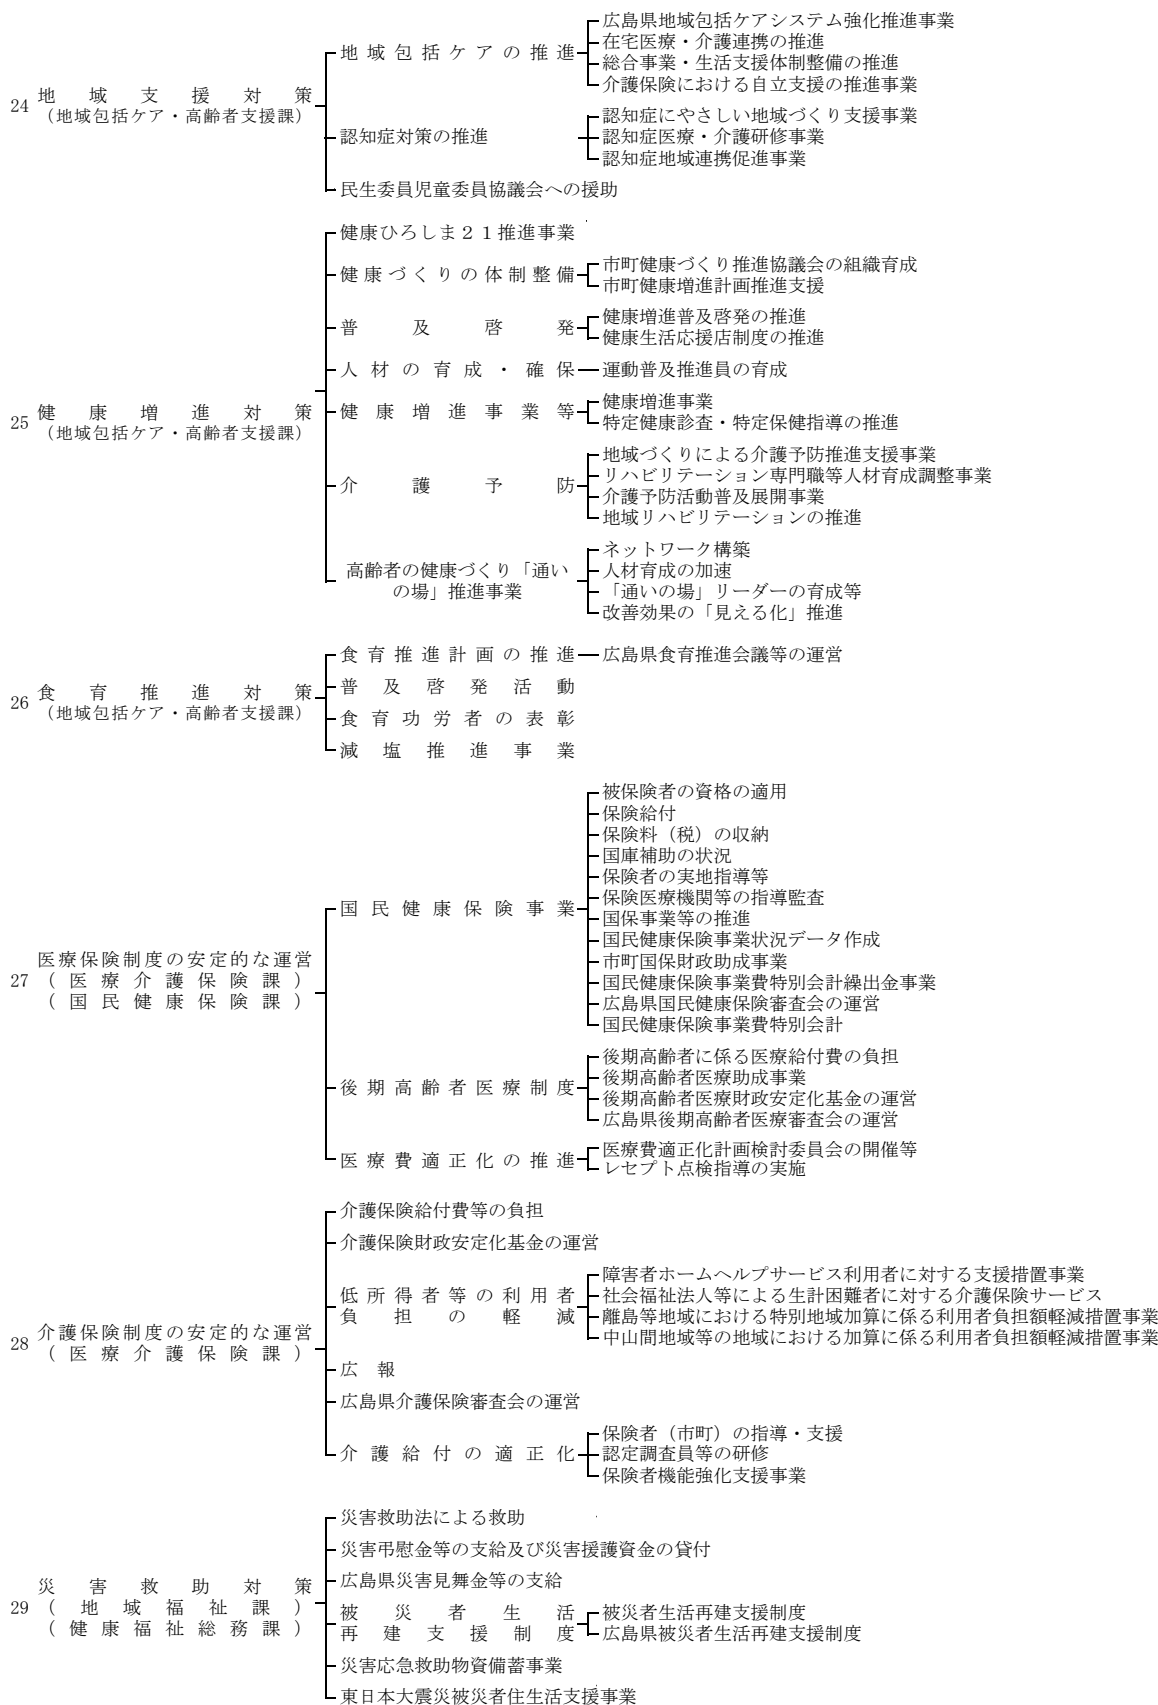 24 地域支援対策
（地域包括ケア・高齢者支援課）
地域包括ケアの推進
広島県地域包括ケアシステム強化推進事業
在宅医療・介護連携の推進
総合事業・生活支援体制整備の推進
介護保険における自立支援の推進事業
認知症対策の推進
認知症にやさしい地域づくり支援事業
認知症医療・介護研修事業
認知症地域連携促進事業
民生委員児童委員協議会への援助
25 健康増進対策
（地域包括ケア・高齢者支援課）
健康ひろしま２１推進事業
健康づくりの体制整備
市町健康づくり推進協議会の組織育成
市町健康増進計画推進支援
普及啓発
健康増進普及啓発の推進
健康生活応援店制度の推進
人材の育成・確保
運動普及推進員の育成
健康増進事業等
健康増進事業
特定健康診査・特定保健指導の推進
介護予防
地域づくりによる介護予防推進支援事業
リハビリテーション専門職等人材育成調整事業
介護予防活動普及展開事業
地域リハビリテーションの推進
高齢者の健康づくり「通い
の場」推進事業
ネットワーク構築
人材育成の加速
「通いの場」リーダーの育成等
改善効果の「見える化」推進
26 食育推進対策
（地域包括ケア・高齢者支援課）
食育推進計画の推進
広島県食育推進会議等の運営
普及啓発活動
食育功労者の表彰
減塩推進事業
27 医療保険制度の安定的な運営
（医療介護保険課）
（国民健康保険課）
国民健康保険事業
被保険者の資格の適用
保険給付
保険料（税）の収納
国庫補助の状況
保険者の実地指導等
保険医療機関等の指導監査
国保事業等の推進
国民健康保険事業状況データ作成
市町国保財政助成事業
国民健康保険事業費特別会計繰出金事業
広島県国民健康保険審査会の運営
国民健康保険事業費特別会計
後期高齢者医療制度
後期高齢者に係る医療給付費の負担
後期高齢者医療助成事業
後期高齢者医療財政安定化基金の運営
広島県後期高齢者医療審査会の運営
医療費適正化の推進
医療費適正化計画検討委員会の開催等
レセプト点検指導の実施
28 介護保険制度の安定的な運営
（医療介護保険課）
介護保険給付費等の負担
介護保険財政安定化基金の運営
低所得者等の利用者
負担の軽減
障害者ホームヘルプサービス利用者に対する支援措置事業
社会福祉法人等による生計困難者に対する介護保険サービス
離島等地域における特別地域加算に係る利用者負担額軽減措置事業
中山間地域等の地域における加算に係る利用者負担額軽減措置事業
広報
広島県介護保険審査会の運営
介護給付の適正化
保険者（市町）の指導・支援
認定調査員等の研修
保険者機能強化支援事業
29 災害救助対策
（地域福祉課）
（健康福祉総務課）
災害救助法による救助
災害弔慰金等の支給及び災害援護資金の貸付
広島県災害見舞金等の支給
被災者生活
再建支援制度
被災者生活再建支援制度
広島県被災者生活再建支援制度
災害応急救助物資備蓄事業
東日本大震災被災者住生活支援事業